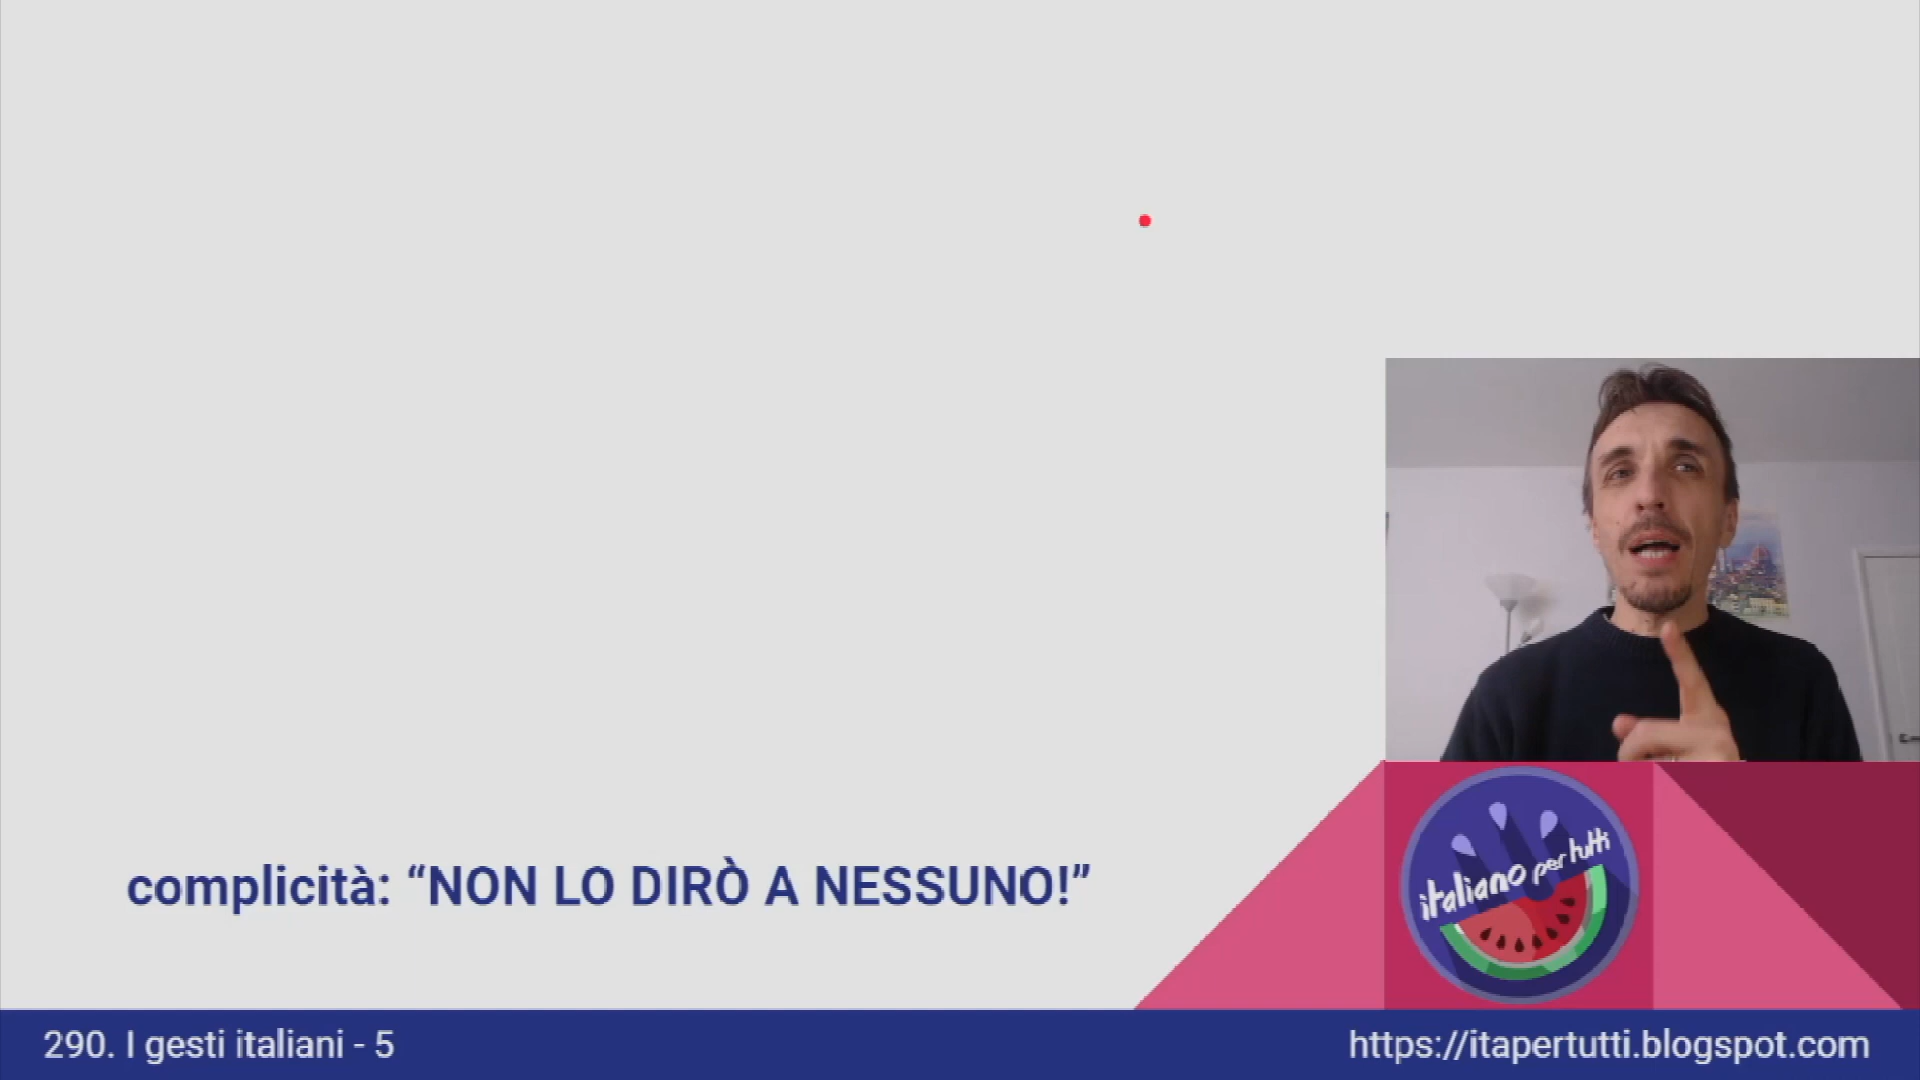 complicità: “NON LO DIRÒ A NESSUNO!”
italiano per tutti
290. I gesti italiani - 5
https://itapertutti.blogspot.com